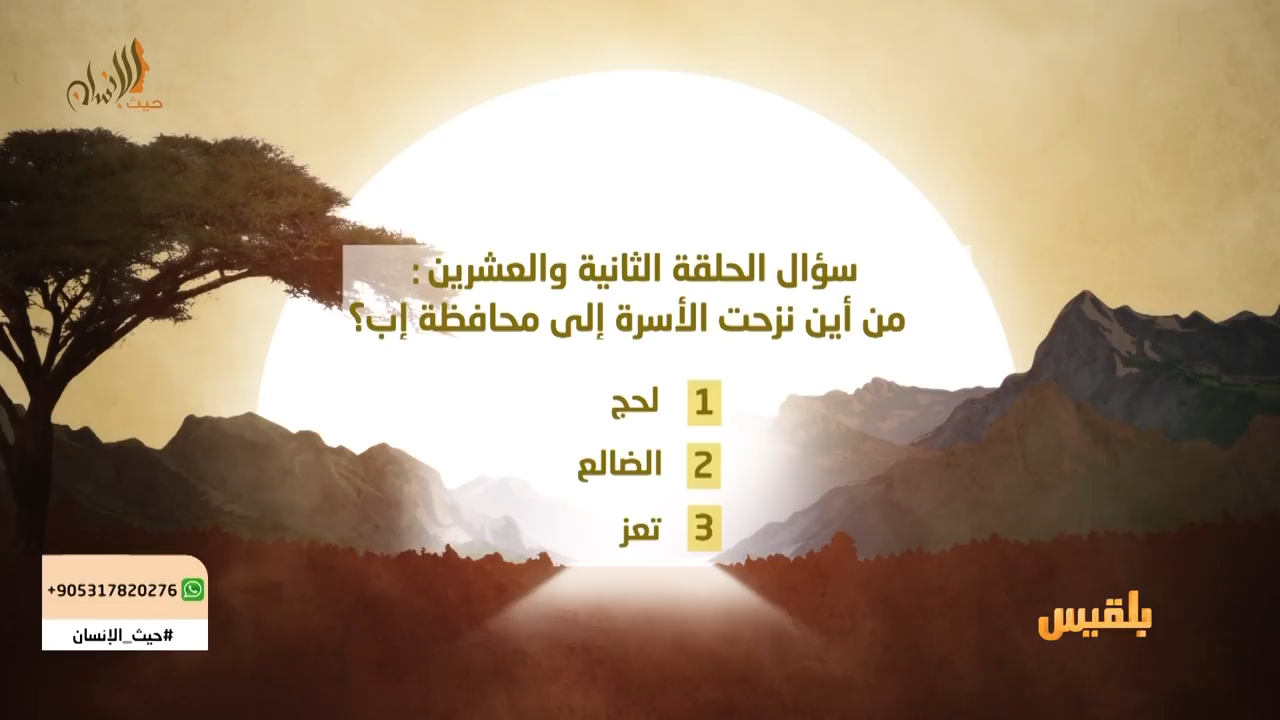 حيث الإنسان
سؤال الحلقة الثانية والعشرين :
من أين نزحت الأسرة إلى محافظة إب؟
1 لحج
2 الضالع
3 تعز
+905317820276
#حيث_الإنسان
بلقيس